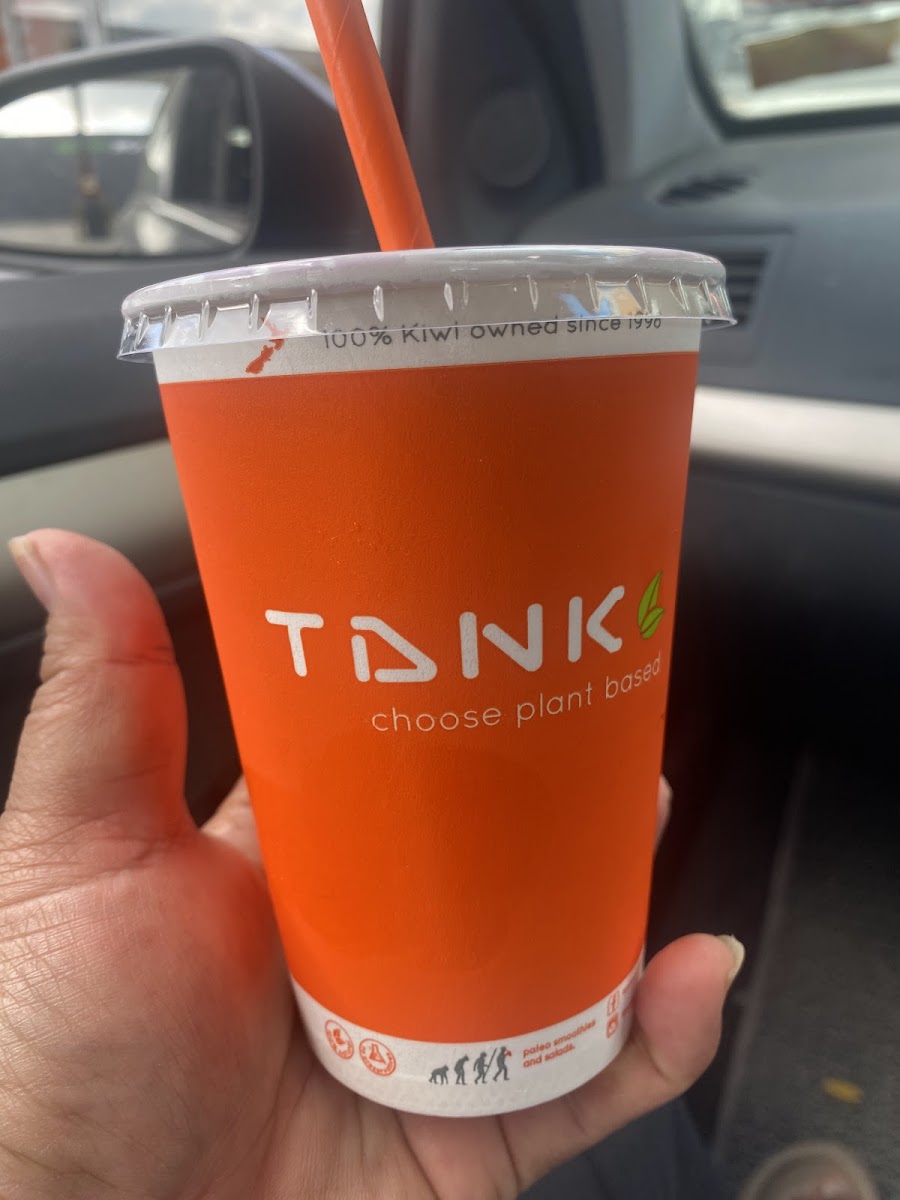 100% Kiwi owned since 1996
TANK
choose plant based
paleo smoothies
and salads.